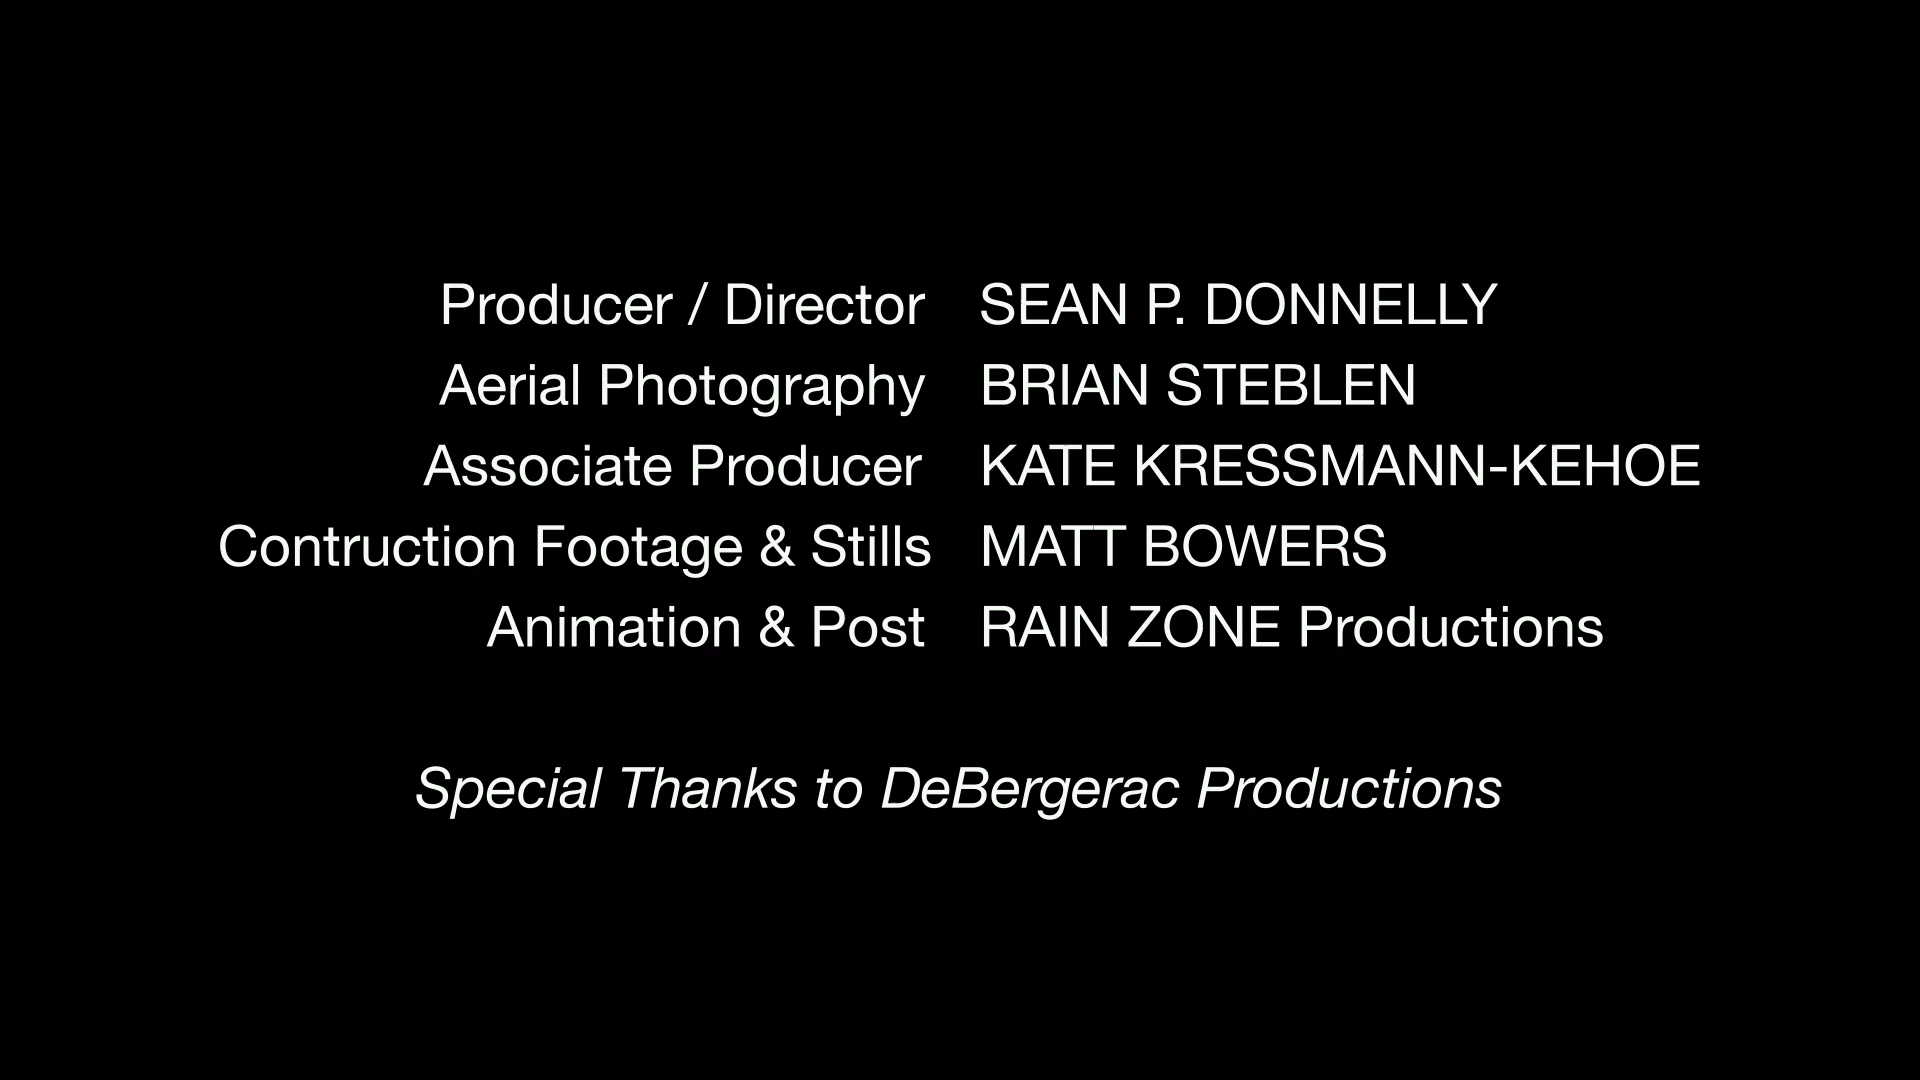 Producer / Director SEAN P. DONNELLY
Aerial Photography BRIAN STEBLEN
Associate Producer KATE KRESSMANN-KEHOE
Contruction Footage & Stills MATT BOWERS
Animation & Post RAIN ZONE Productions
Special Thanks to DeBergerac Productions